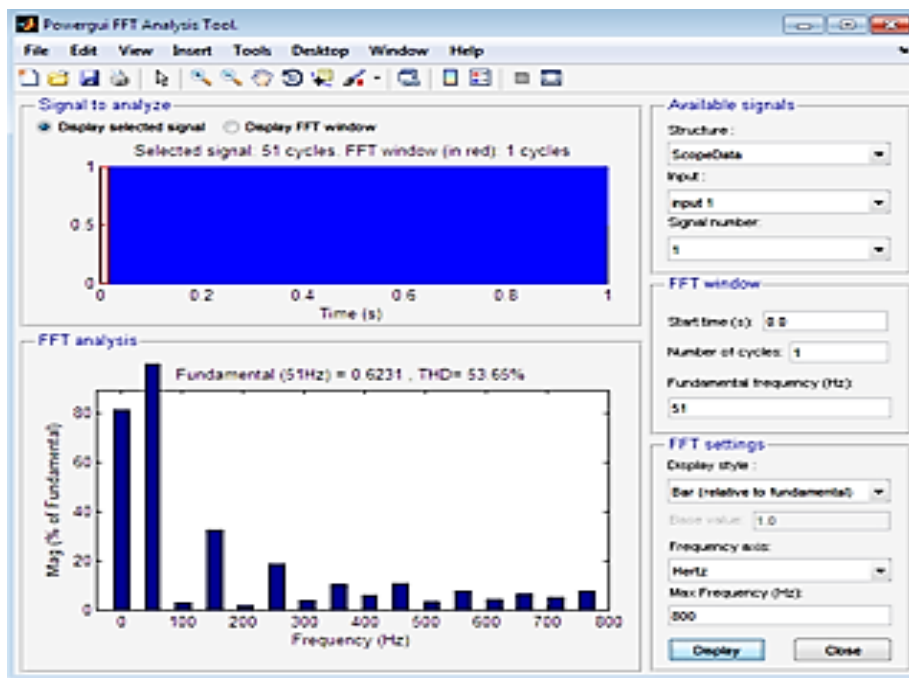 Powergui FFT Analysis Tool.
File Edit View Insert Tools Desktop Window Help
Signal to analyze
Display selected signal Display FFT window
Selected signal: 51 cycles. FFT window (in red): 1 cycles
1
0.5
0
0 0.2 0.4 0.6 0.8 1
Time (s)
FFT analysis
Fundamental (51Hz) = 0.6231 , THD= 53.65%
80
60
40
20
0
Mag (% of Fundamental)
0 100 200 300 400 500 600 700 800
Frequency (Hz)
Available signals
Structure :
ScopeData
Input :
input 1
Signal number:
1
FFT window
Start time (s): 0.0
Number of cycles: 1
Fundamental frequency (Hz):
51
FFT settings
Display style :
Bar (relative to fundamental)
Base value: 1.0
Frequency axis:
Hertz
Max Frequency (Hz):
800
Display Close